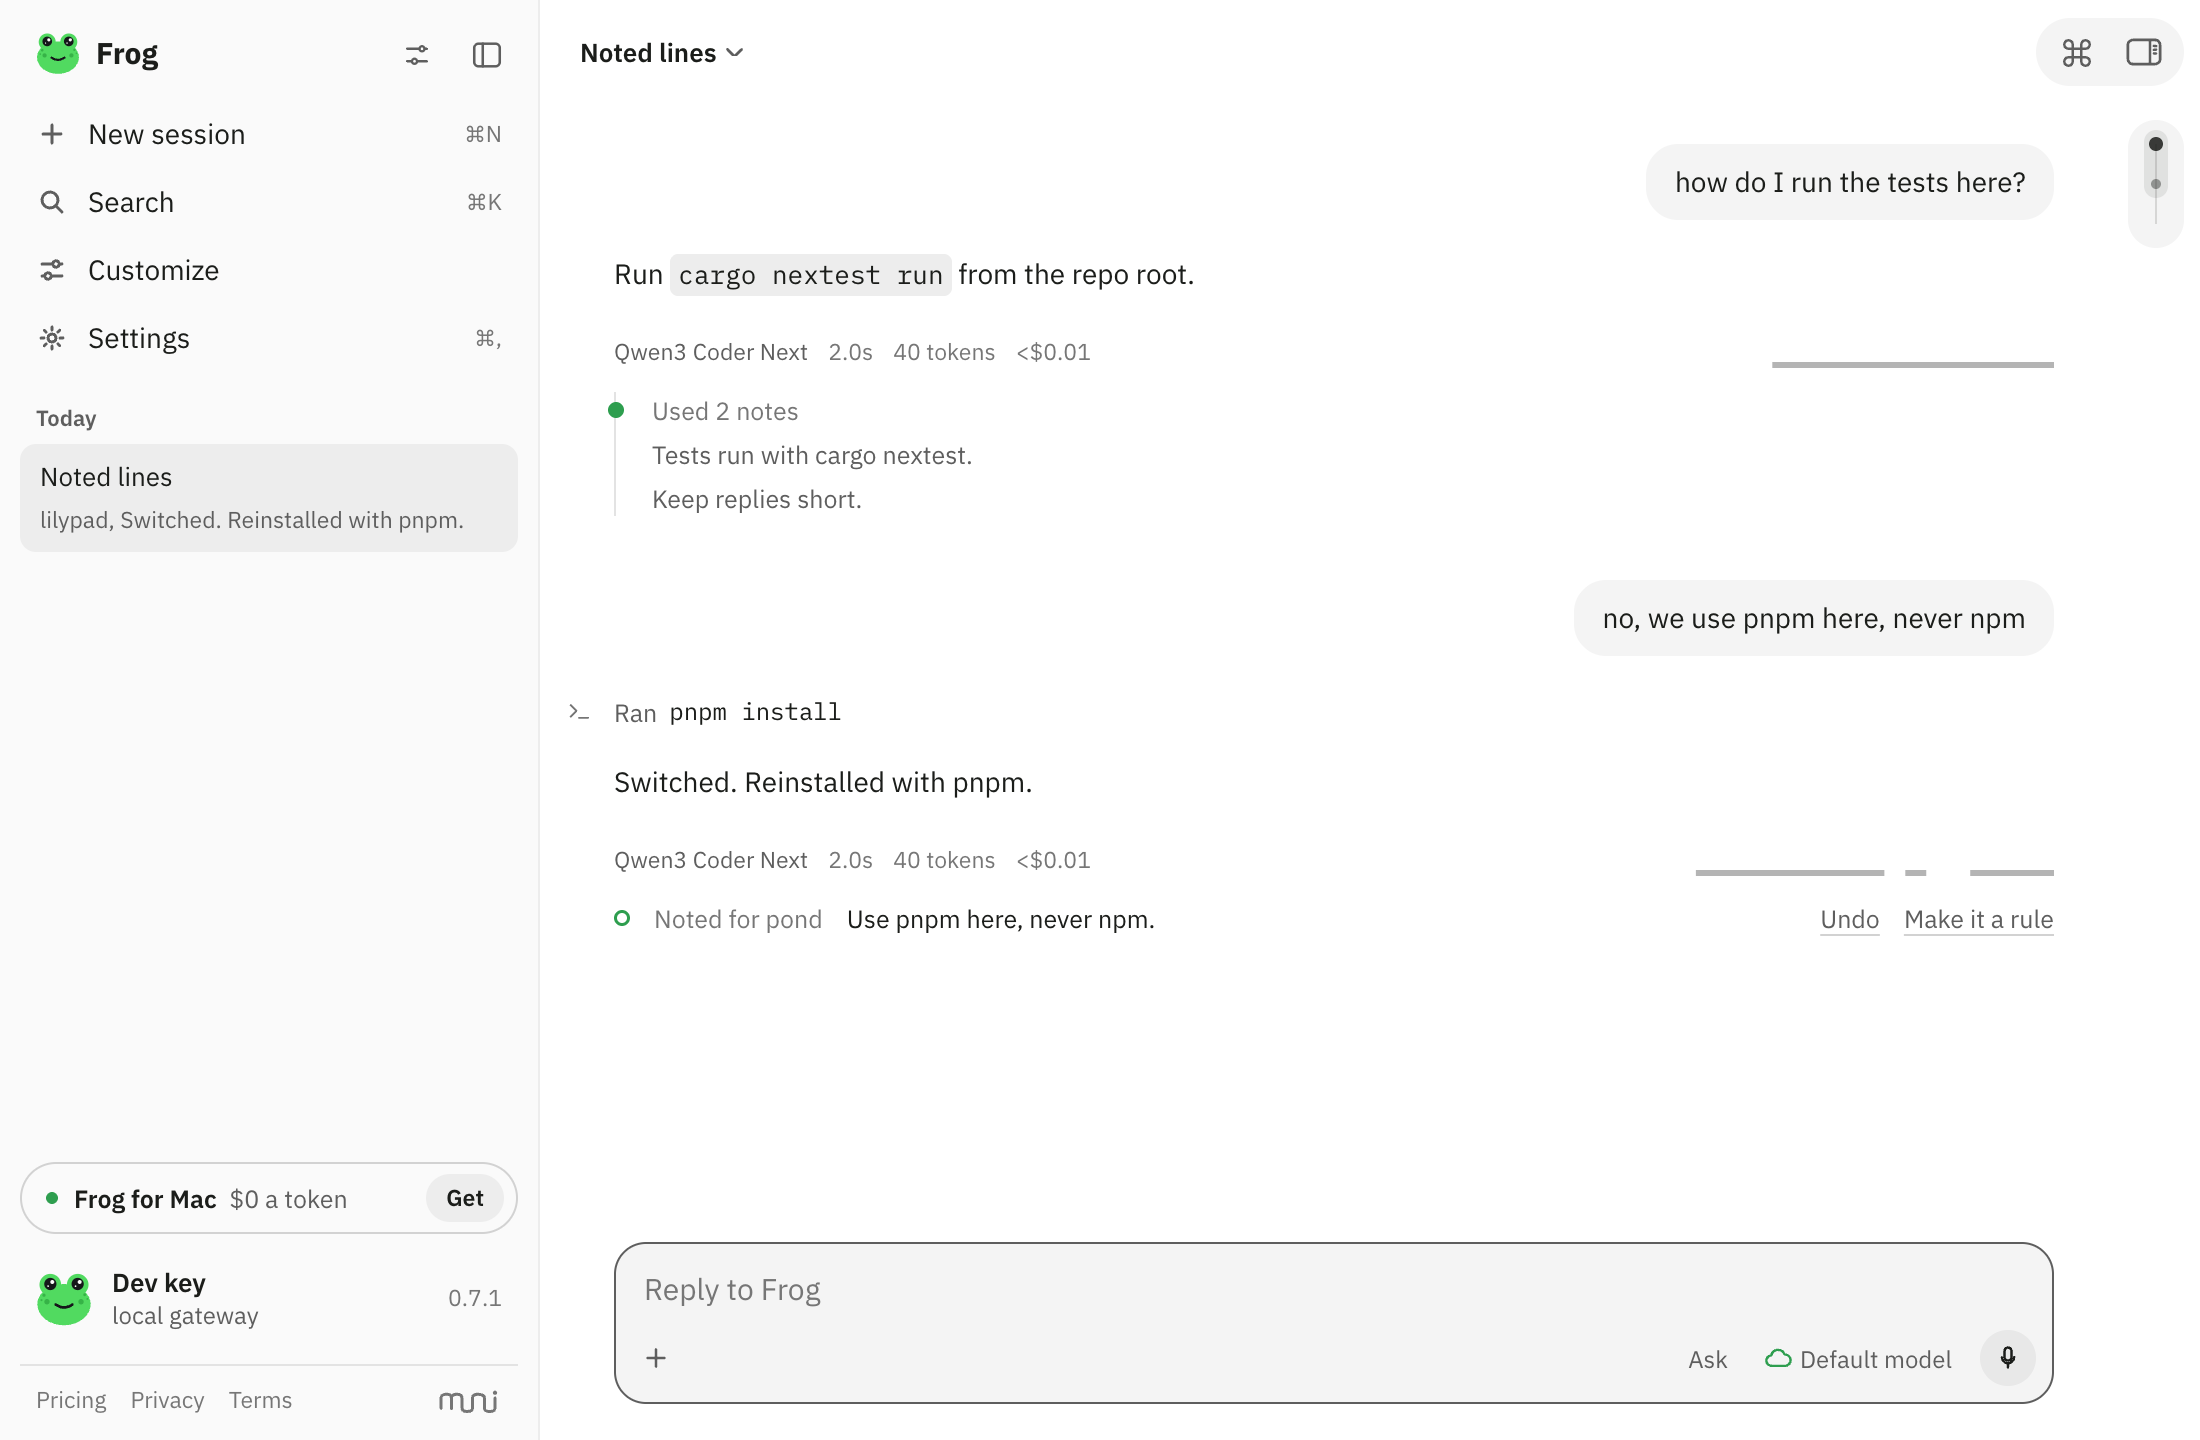 Frog
New session ⌘N
Search ⌘K
Customize
Settings ⌘,
Today
Noted lines
lilypad, Switched. Reinstalled with pnpm.
Frog for Mac $0 a token Get
Dev key
local gateway
0.7.1
Pricing Privacy Terms
Noted lines
how do I run the tests here?
Run cargo nextest run from the repo root.
Qwen3 Coder Next 2.0s 40 tokens <$0.01
Used 2 notes
Tests run with cargo nextest.
Keep replies short.
no, we use pnpm here, never npm
Ran pnpm install
Switched. Reinstalled with pnpm.
Qwen3 Coder Next 2.0s 40 tokens <$0.01
Noted for pond Use pnpm here, never npm. Undo Make it a rule
Reply to Frog
Ask Default model